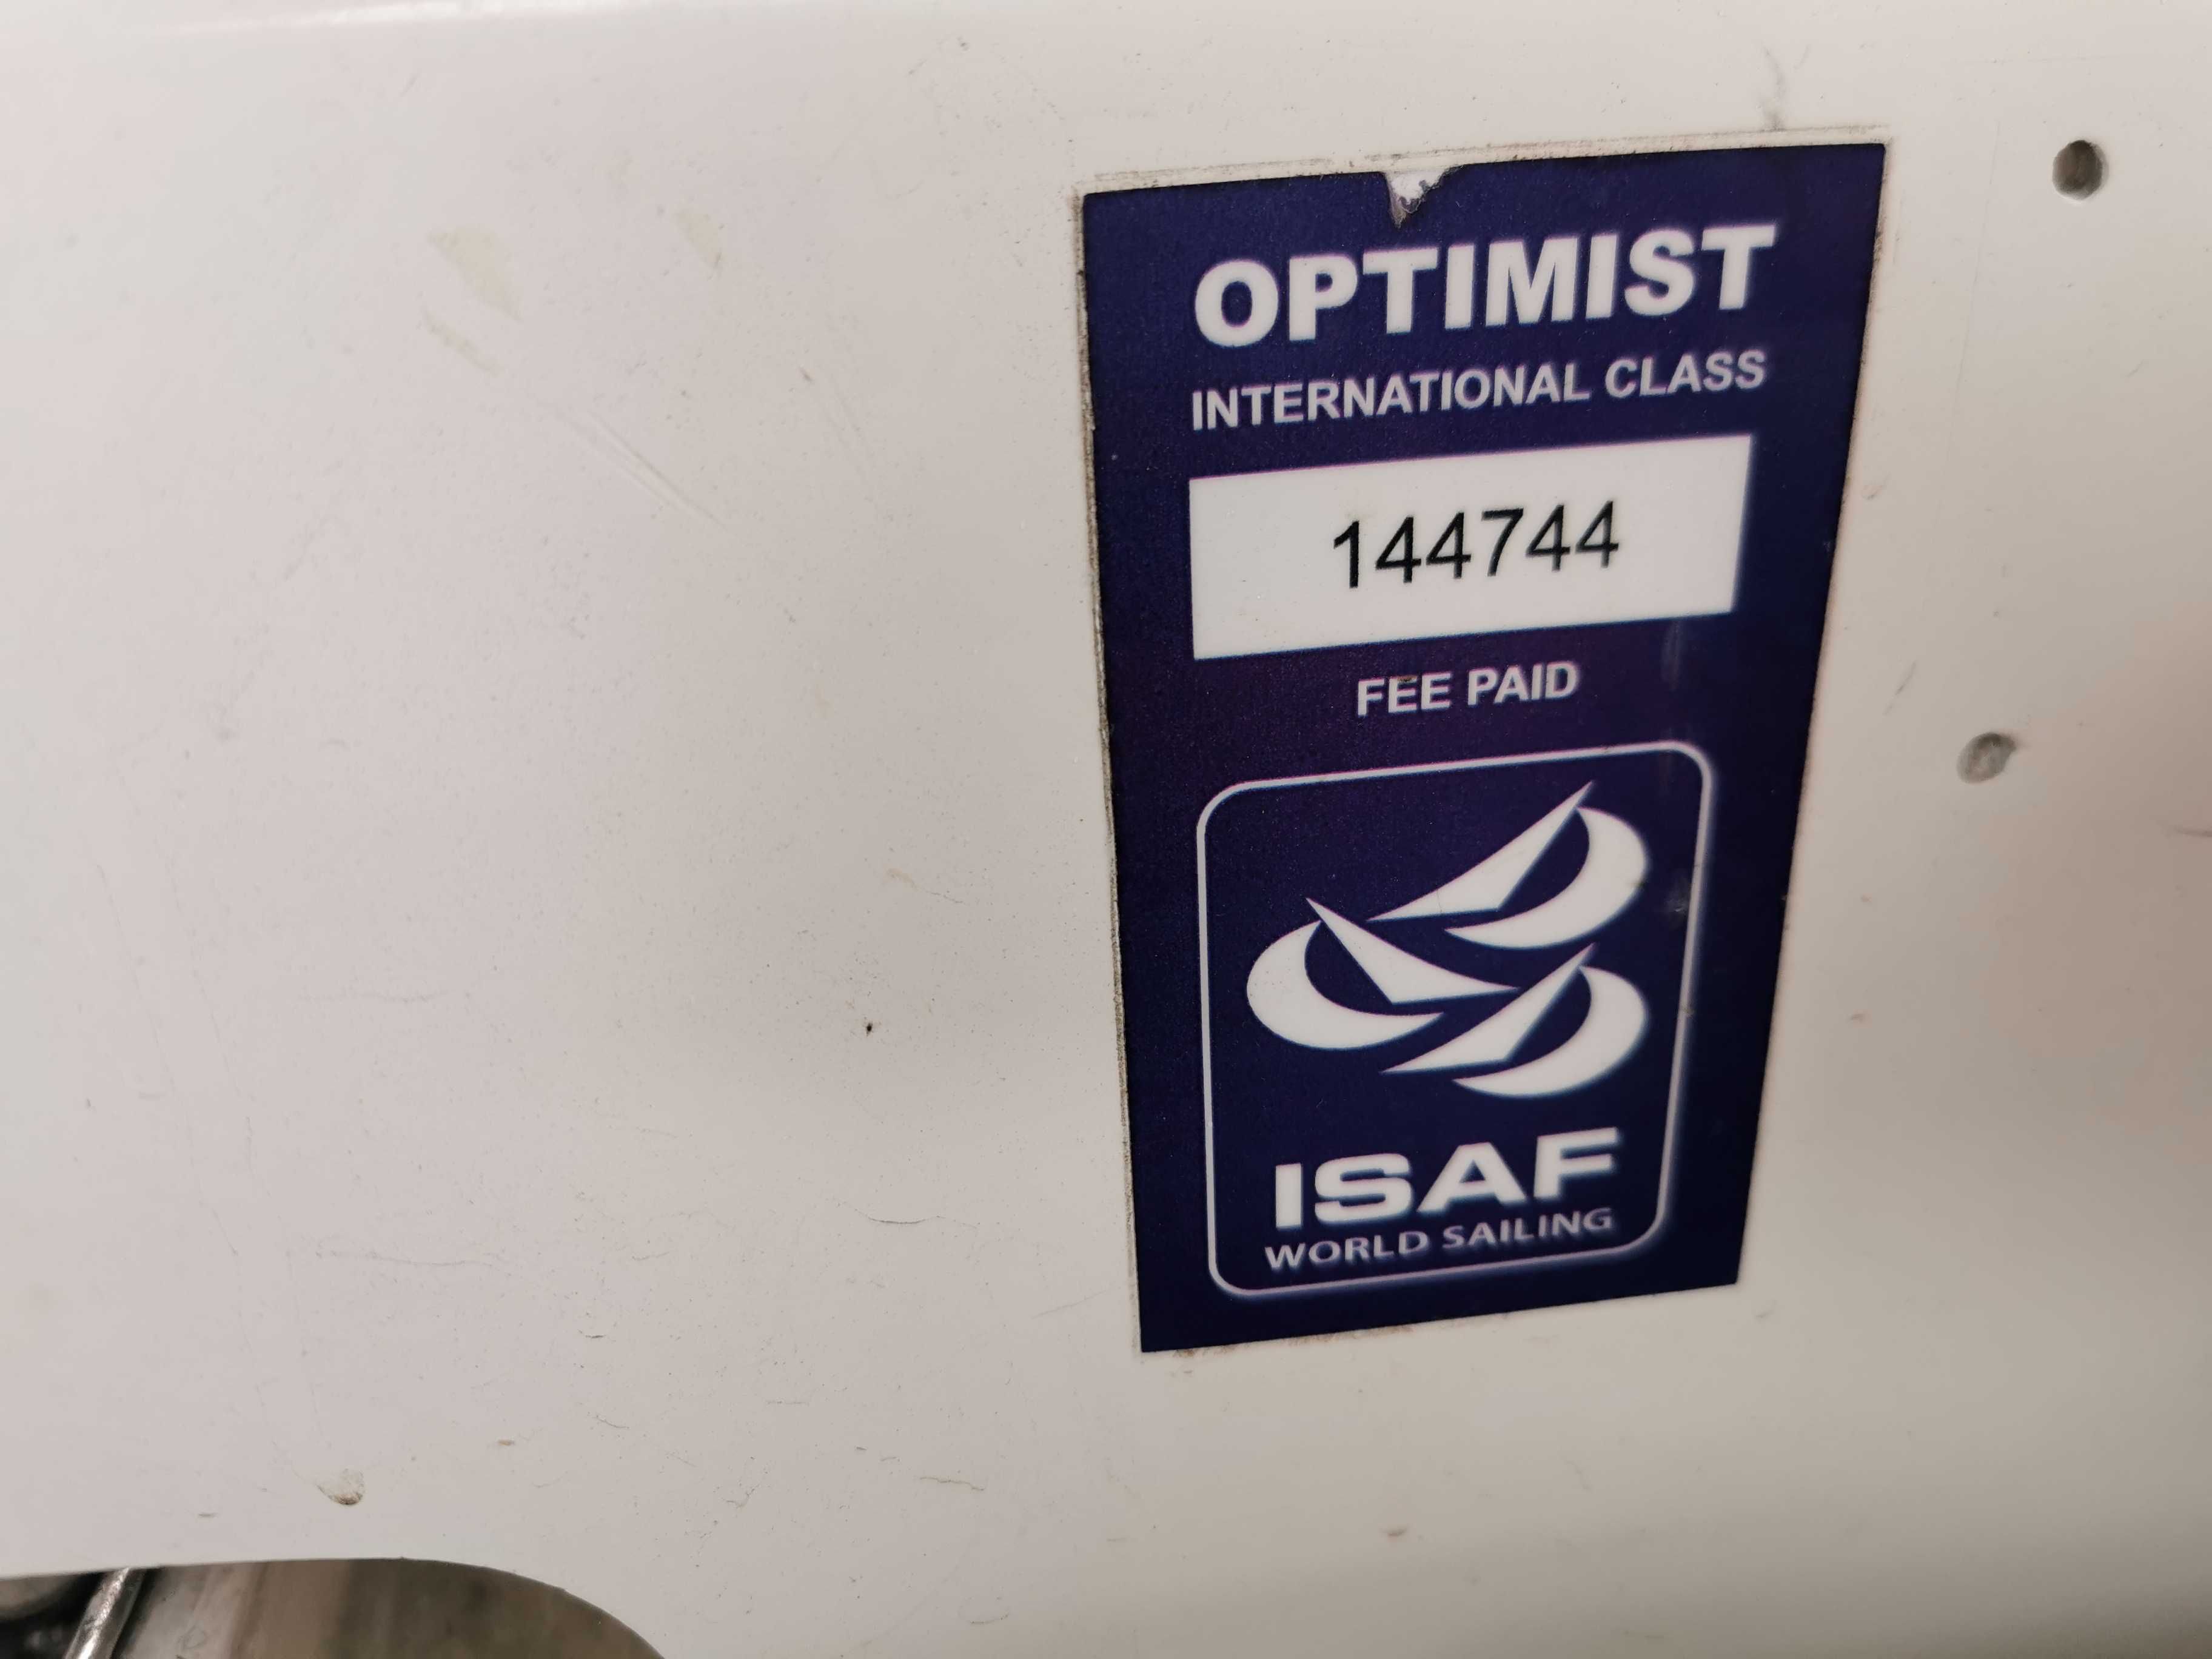 OPTIMIST
INTERNATIONAL CLASS
144744
FEE PAID
ISAF
WORLD SAILING